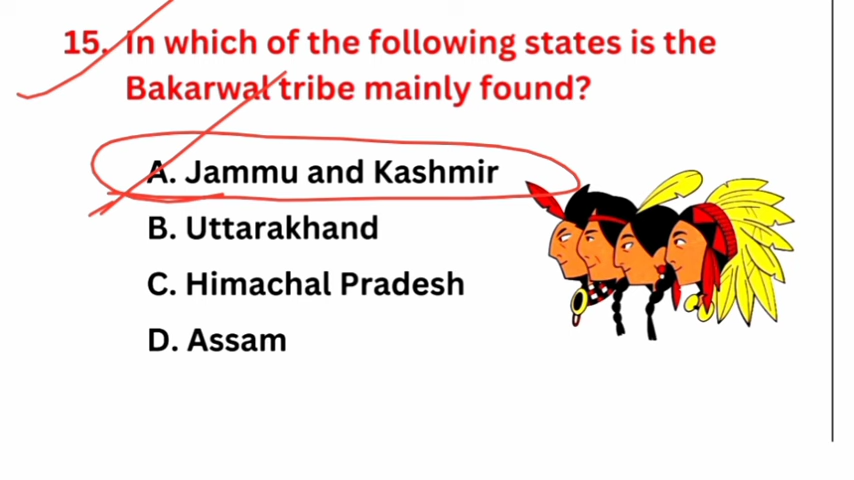 15. In which of the following states is the
Bakarwal tribe mainly found?
A. Jammu and Kashmir
B. Uttarakhand
C. Himachal Pradesh
D. Assam